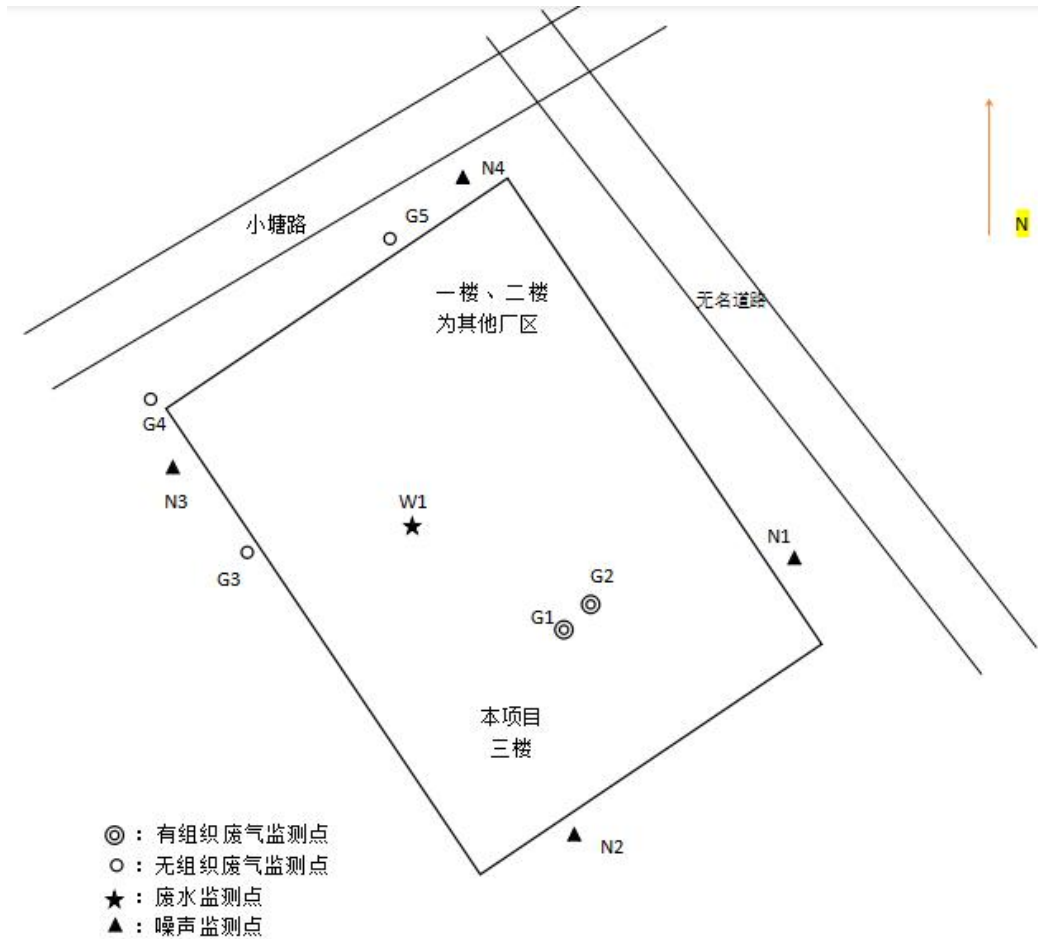 N4
G5
小塘路
N
一楼、二楼
为其他厂区
无名道路
G4
N3
W1
N1
G3
G2
G1
本项目
三楼
◎：有组织废气监测点
○：无组织废气监测点
★：废水监测点
▲：噪声监测点
N2